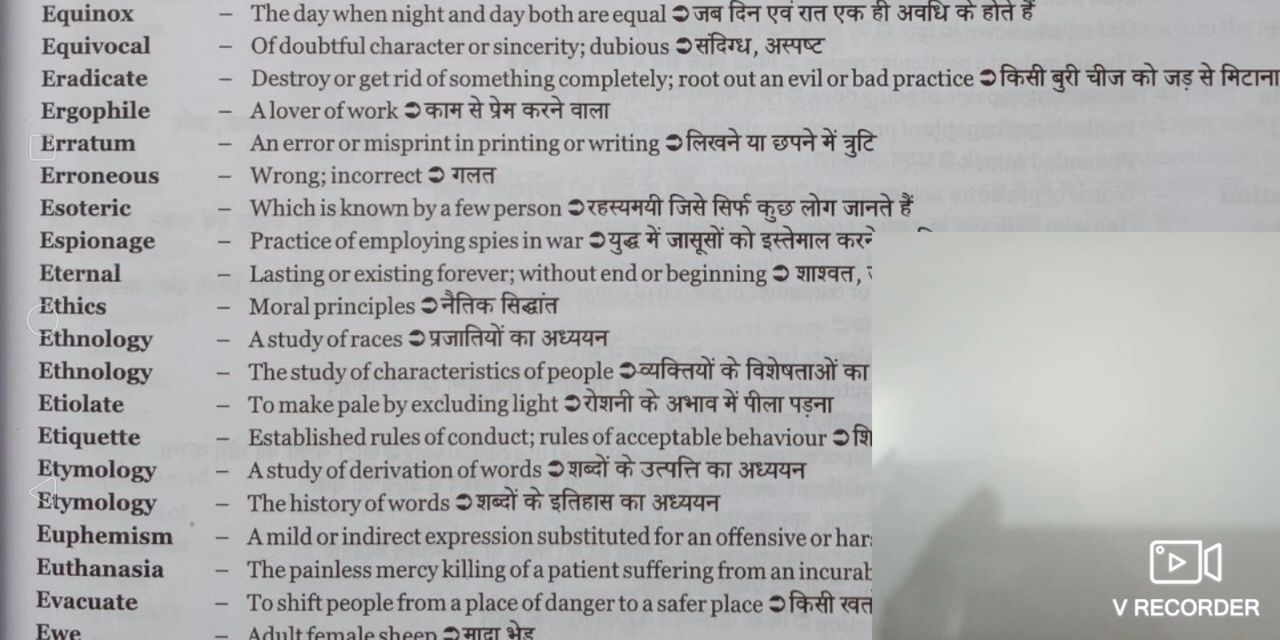 Equinox – The day when night and day both are equal ➲ जब दिन एवं रात एक ही अवधि के होते हैं
Equivocal – Of doubtful character or sincerity; dubious ➲ संदिग्ध, अस्पष्ट
Eradicate – Destroy or get rid of something completely; root out an evil or bad practice ➲ किसी बुरी चीज को जड़ से मिटाना
Ergophile – A lover of work ➲ काम से प्रेम करने वाला
Erratum – An error or misprint in printing or writing ➲ लिखने या छपने में त्रुटि
Erroneous – Wrong; incorrect ➲ गलत
Esoteric – Which is known by a few person ➲ रहस्यमयी जिसे सिर्फ कुछ लोग जानते हैं
Espionage – Practice of employing spies in war ➲ युद्ध में जासूसों को इस्तेमाल करने
Eternal – Lasting or existing forever; without end or beginning ➲ शाश्वत,
Ethics – Moral principles ➲ नैतिक सिद्धांत
Ethnology – A study of races ➲ प्रजातियों का अध्ययन
Ethnology – The study of characteristics of people ➲ व्यक्तियों के विशेषताओं का
Etiolate – To make pale by excluding light ➲ रोशनी के अभाव में पीला पड़ना
Etiquette – Established rules of conduct; rules of acceptable behaviour ➲ शि
Etymology – A study of derivation of words ➲ शब्दों के उत्पत्ति का अध्ययन
Etymology – The history of words ➲ शब्दों के इतिहास का अध्ययन
Euphemism – A mild or indirect expression substituted for an offensive or har
Euthanasia – The painless mercy killing of a patient suffering from an incurab
Evacuate – To shift people from a place of danger to a safer place ➲ किसी खत
Ewe – Adult female sheep ➲ मादा भेड़
V RECORDER